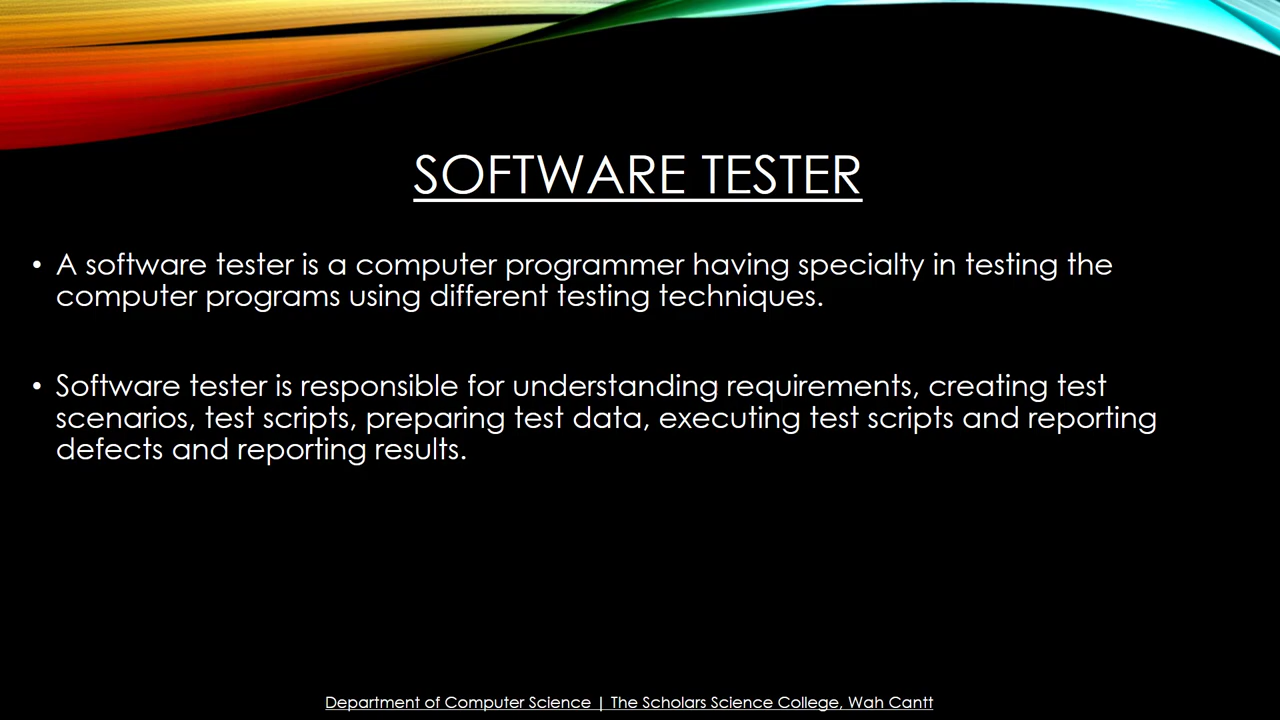 SOFTWARE TESTER
• A software tester is a computer programmer having specialty in testing the
computer programs using different testing techniques.
• Software tester is responsible for understanding requirements, creating test
scenarios, test scripts, preparing test data, executing test scripts and reporting
defects and reporting results.
Department of Computer Science | The Scholars Science College, Wah Cantt